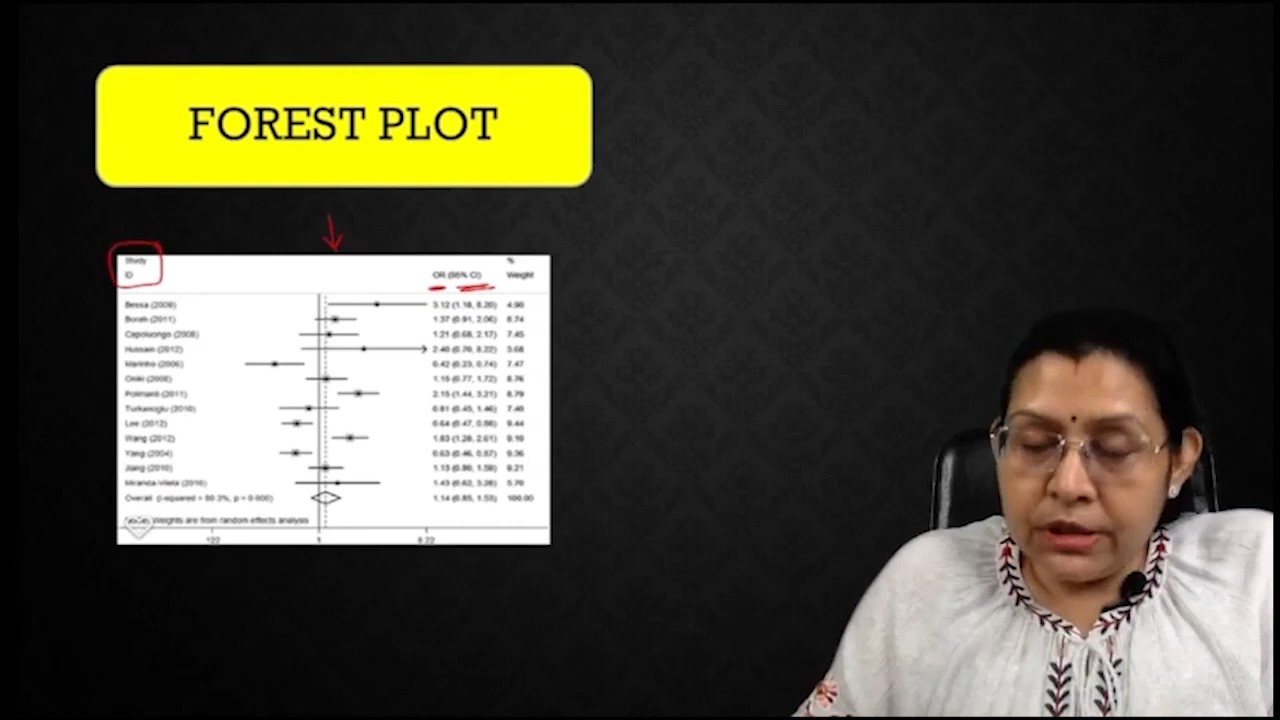 FOREST PLOT
Study %
ID OR (95% CI) Weight
Bessa (2009) 3.12 (1.18, 8.20) 4.90
Borah (2011) 1.37 (0.91, 2.06) 8.74
Capoluongo (2008) 1.21 (0.68, 2.17) 7.45
Hussain (2012) 2.40 (0.70, 8.22) 3.68
Marinho (2006) 0.42 (0.23, 0.74) 7.47
(2008) 1.15 (0.77, 1.72) 8.76
Polimanti (2011) 2.15 (1.44, 3.21) 8.79
Turkanoglu (2010) 0.81 (0.45, 1.46) 7.40
Lee (2012) 0.64 (0.47, 0.88) 9.44
Wang (2012) 1.83 (1.28, 2.61) 9.10
Yang (2004) 0.63 (0.46, 0.87) 9.36
Jiang (2010) 1.13 (0.80, 1.59) 9.21
Miranda-Vilela (2010) 1.43 (0.62, 3.28) 5.70
Overall (I-squared = 80.3%, p = 0.000) 1.14 (0.85, 1.53) 100.00
Weights are from random effects analysis
.122 1 8.22